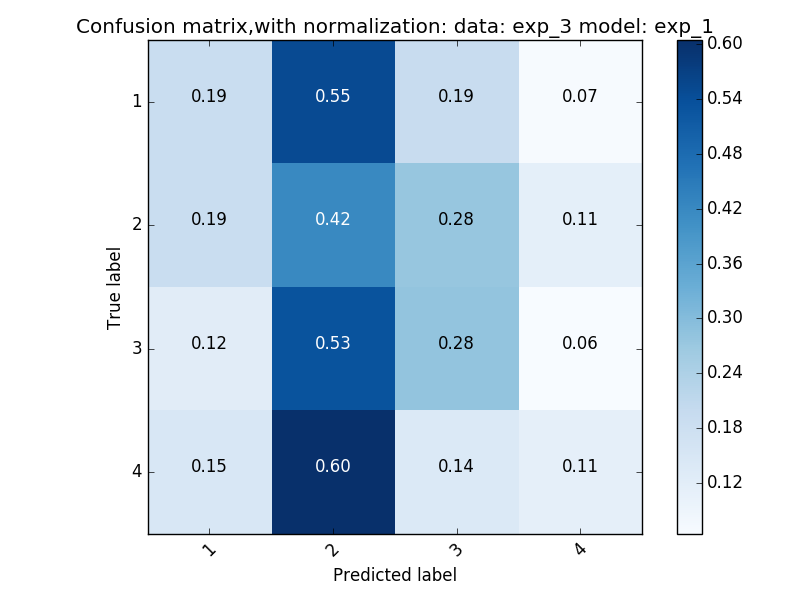 Confusion matrix,with normalization: data: exp_3 model: exp_1
True label
1
0.19 0.55 0.19 0.07
2
0.19 0.42 0.28 0.11
3
0.12 0.53 0.28 0.06
4
0.15 0.60 0.14 0.11
1 2 3 4
Predicted label
0.60
0.54
0.48
0.42
0.36
0.30
0.24
0.18
0.12